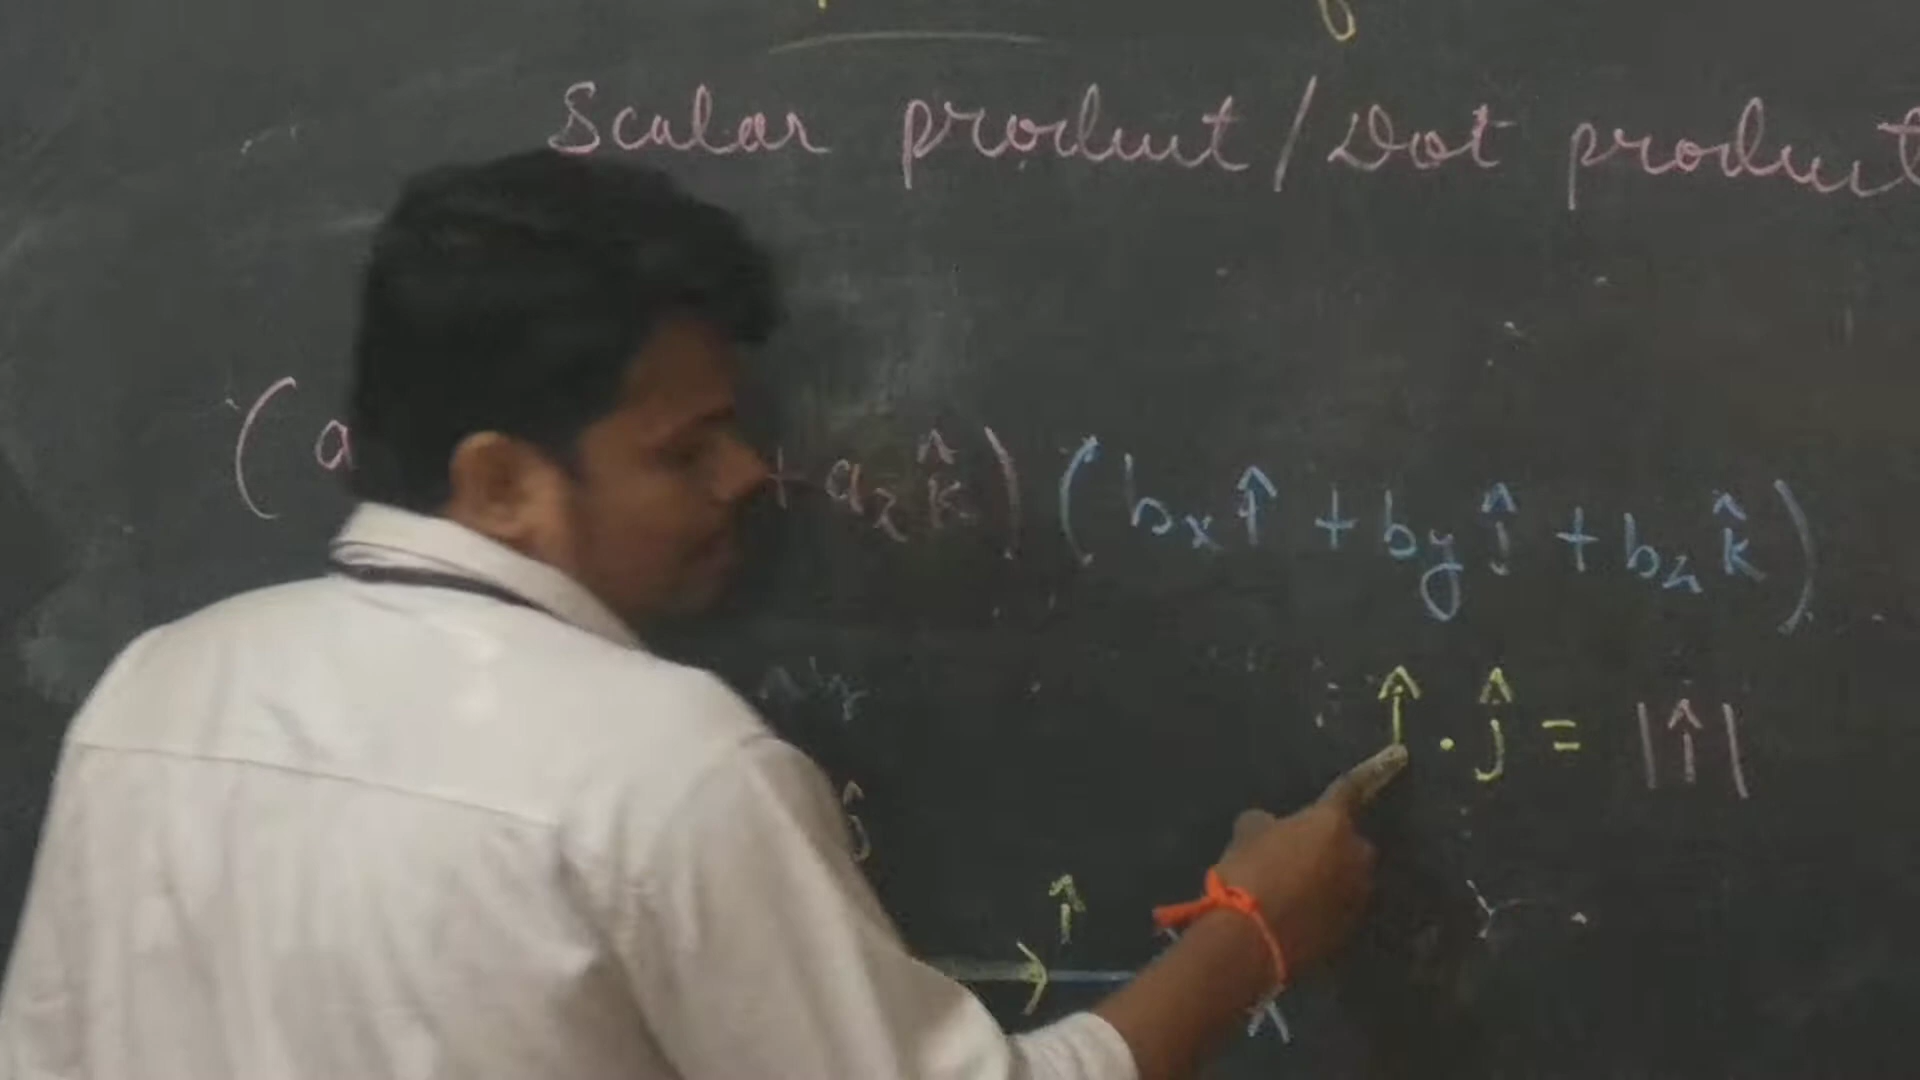 Scalar product / Dot product
(a + a_z k̂) (b_x î + b_y ĵ + b_z k̂)
î . ĵ = |î|
ĵ
î
x